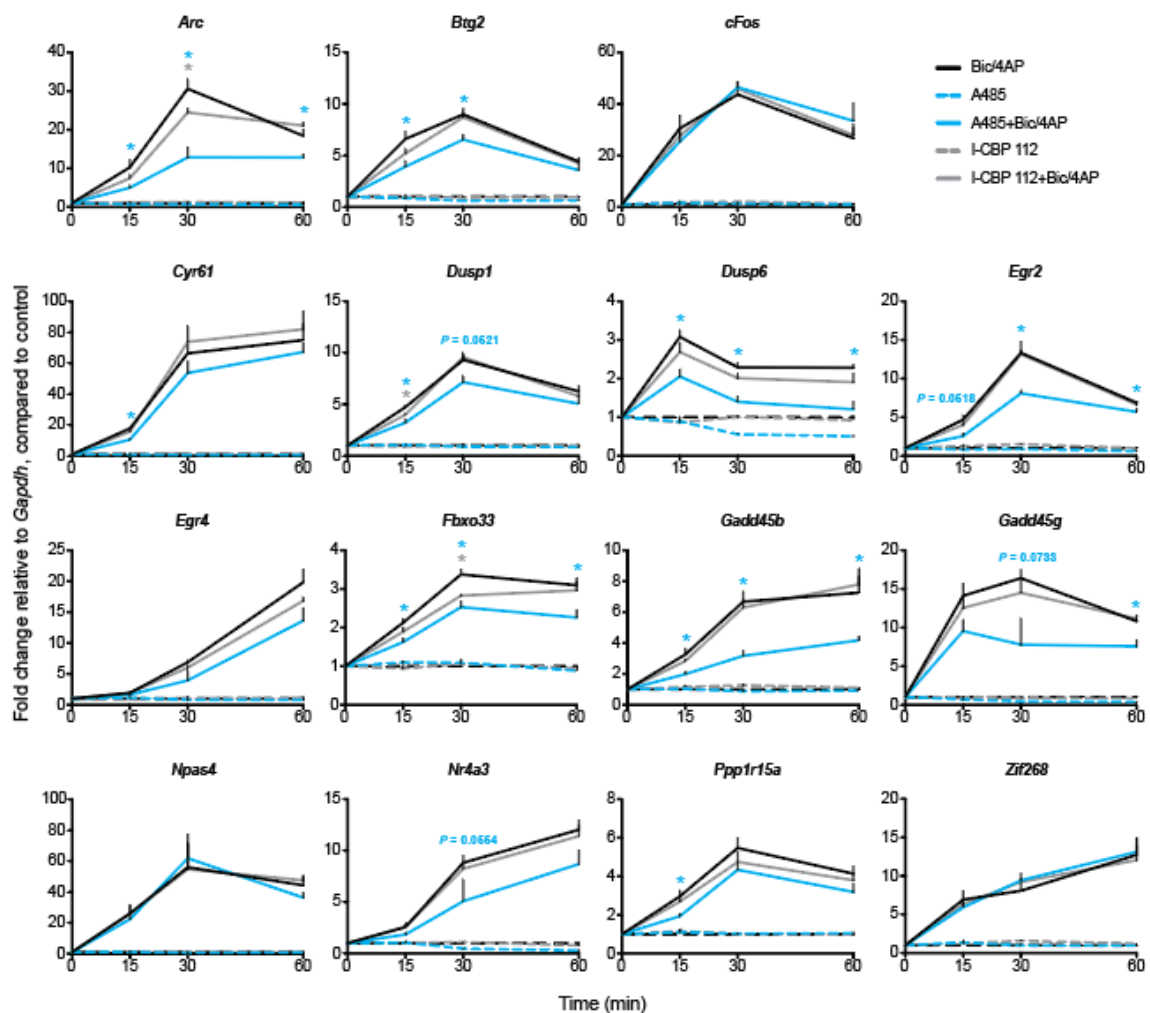 Arc
Btg2
cFos
40
30
20
10
0
0 15 30 60
* * * *
15
10
5
0
0 15 30 60
* *
60
40
20
0
0 15 30 60
Bic/4AP
A485
A485+Bic/4AP
I-CBP 112
I-CBP 112+Bic/4AP
Fold change relative to Gapdh, compared to control
Cyr61
Dusp1
Dusp6
Egr2
100
80
60
40
20
0
0 15 30 60
*
15
10
5
0
0 15 30 60
P = 0.0621
* *
4
3
2
1
0
0 15 30 60
* * *
20
15
10
5
0
0 15 30 60
P = 0.0618
* *
Egr4
Fbxo33
Gadd45b
Gadd45g
25
20
15
10
5
0
0 15 30 60
4
3
2
1
0
0 15 30 60
* * * *
10
8
6
4
2
0
0 15 30 60
* * *
20
15
10
5
0
0 15 30 60
P = 0.0733
*
Npas4
Nr4a3
Ppp1r15a
Zif268
100
80
60
40
20
0
0 15 30 60
15
10
5
0
0 15 30 60
P = 0.0554
8
6
4
2
0
0 15 30 60
*
20
15
10
5
0
0 15 30 60
Time (min)